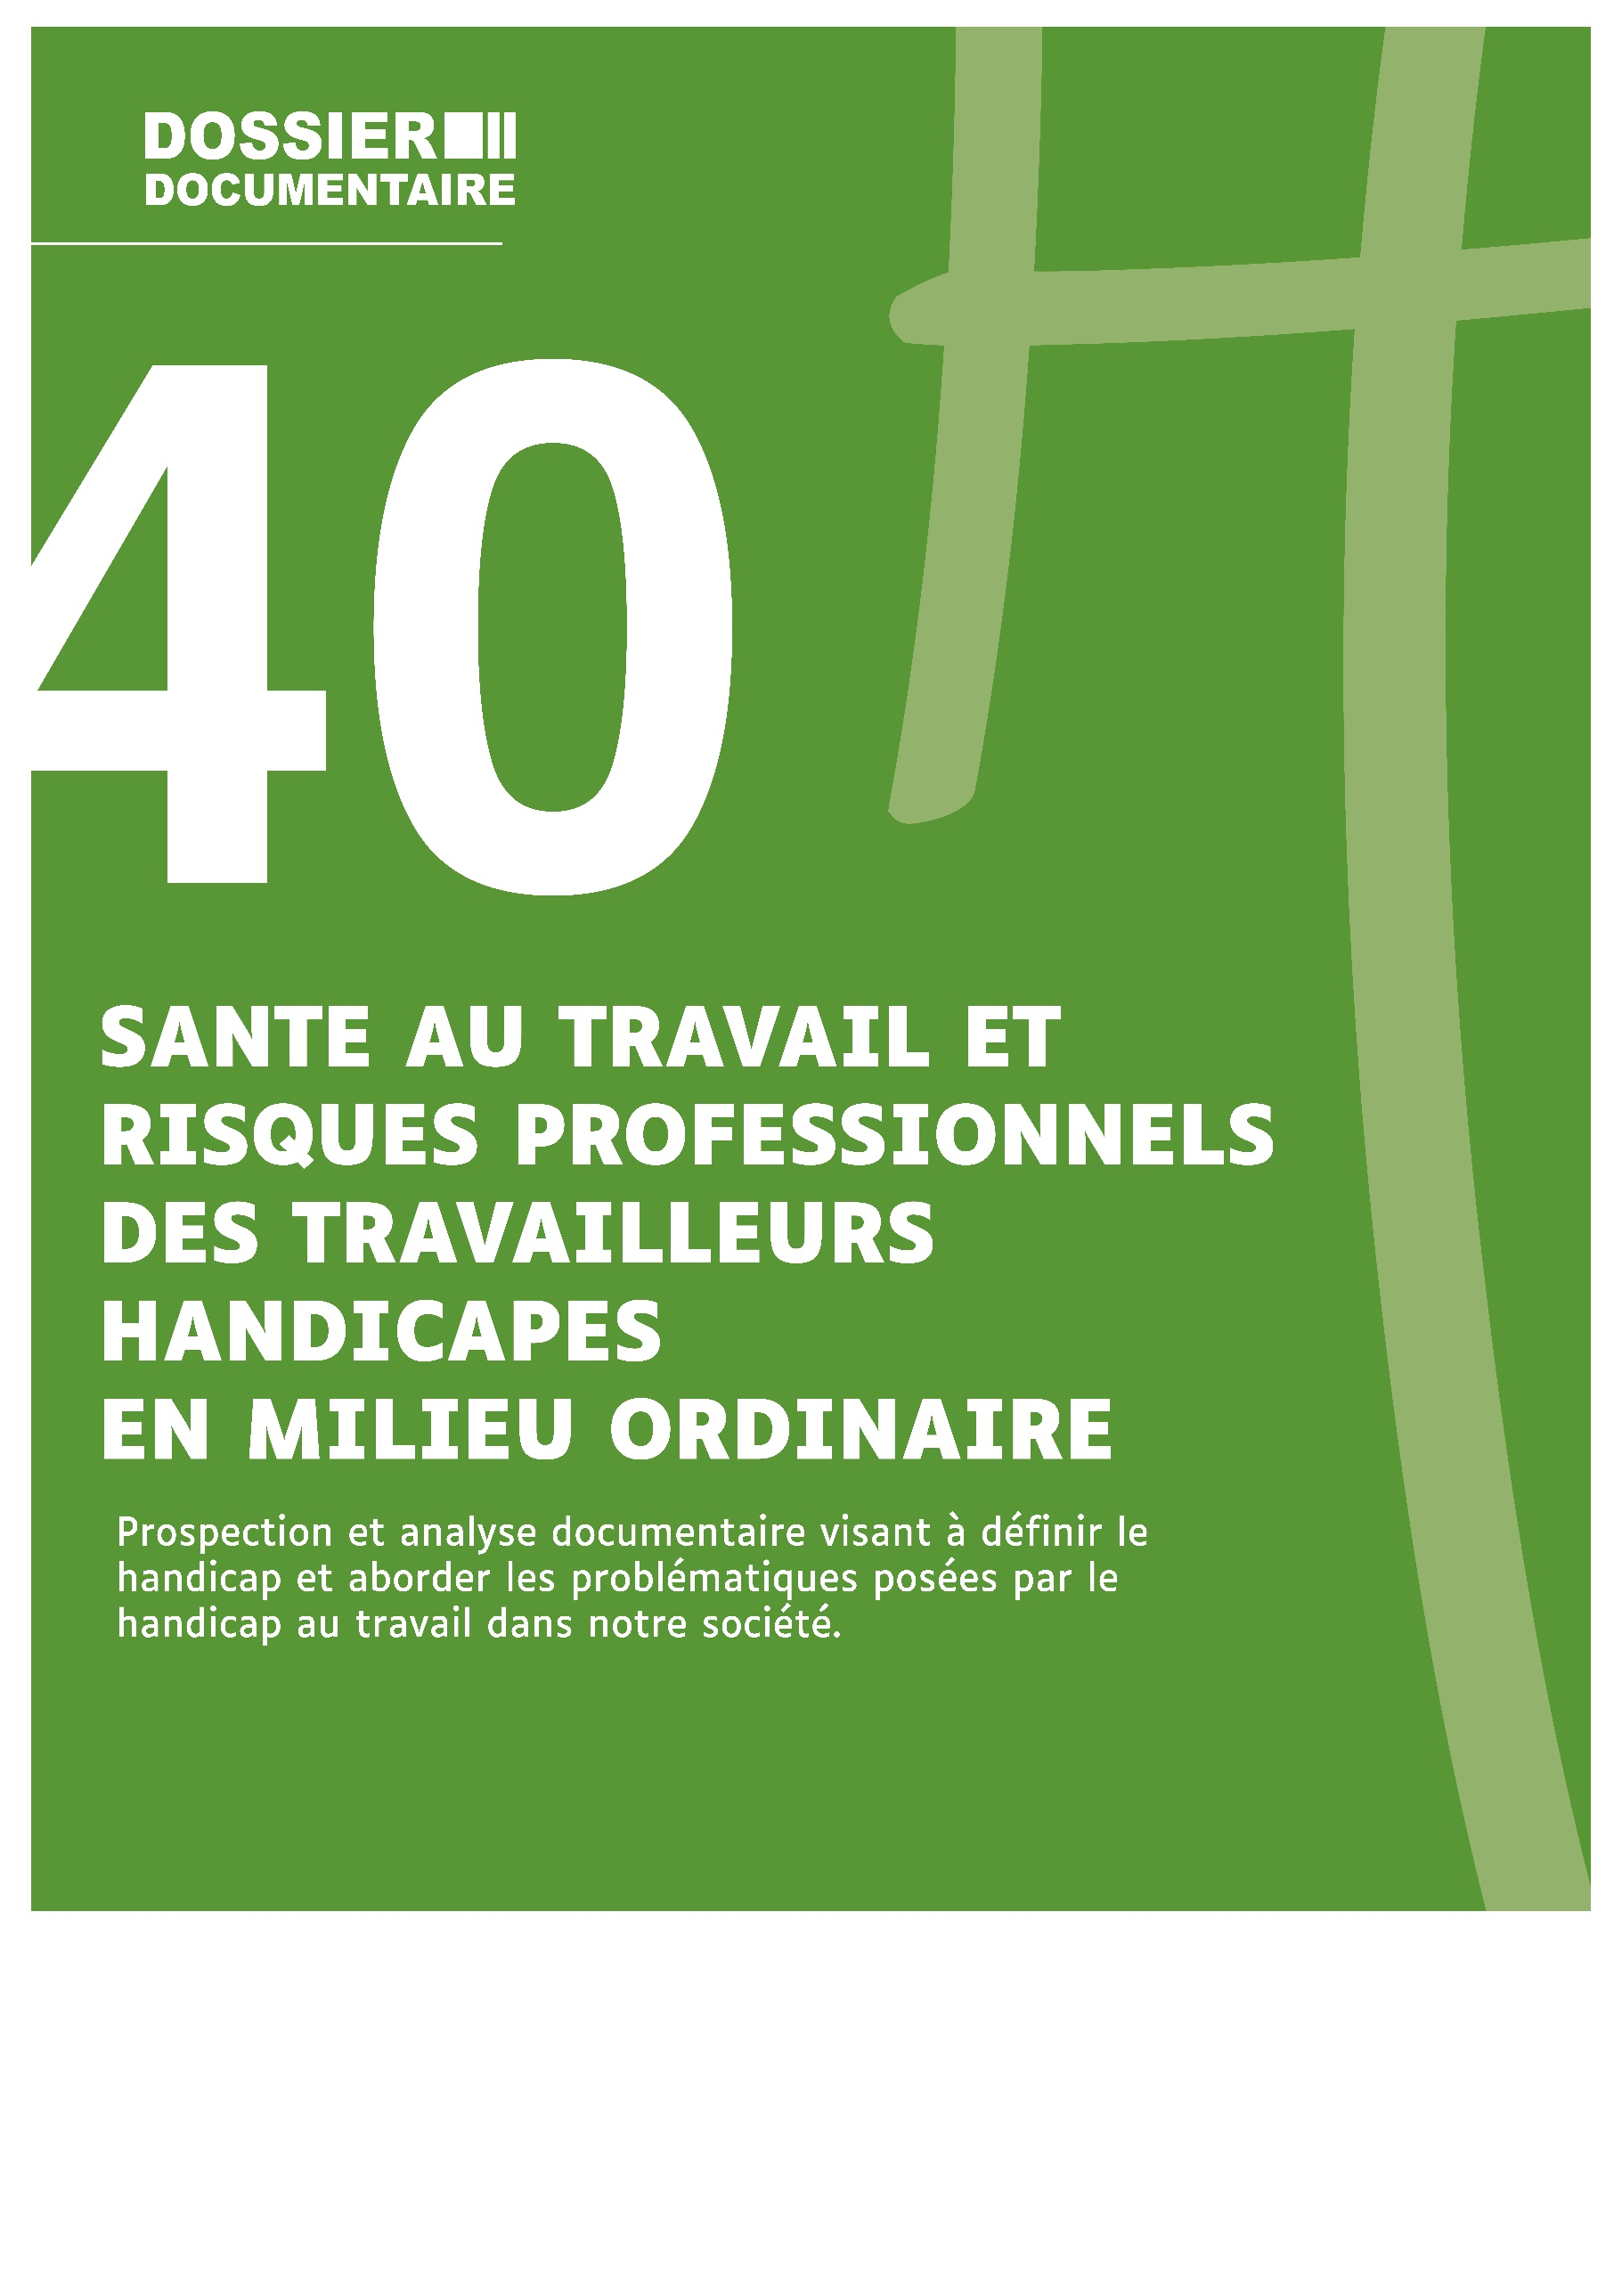 DOSSIER
DOCUMENTAIRE
40
SANTE AU TRAVAIL ET
RISQUES PROFESSIONNELS
DES TRAVAILLEURS
HANDICAPES
EN MILIEU ORDINAIRE
Prospection et analyse documentaire visant à définir le
handicap et aborder les problématiques posées par le
handicap au travail dans notre société.